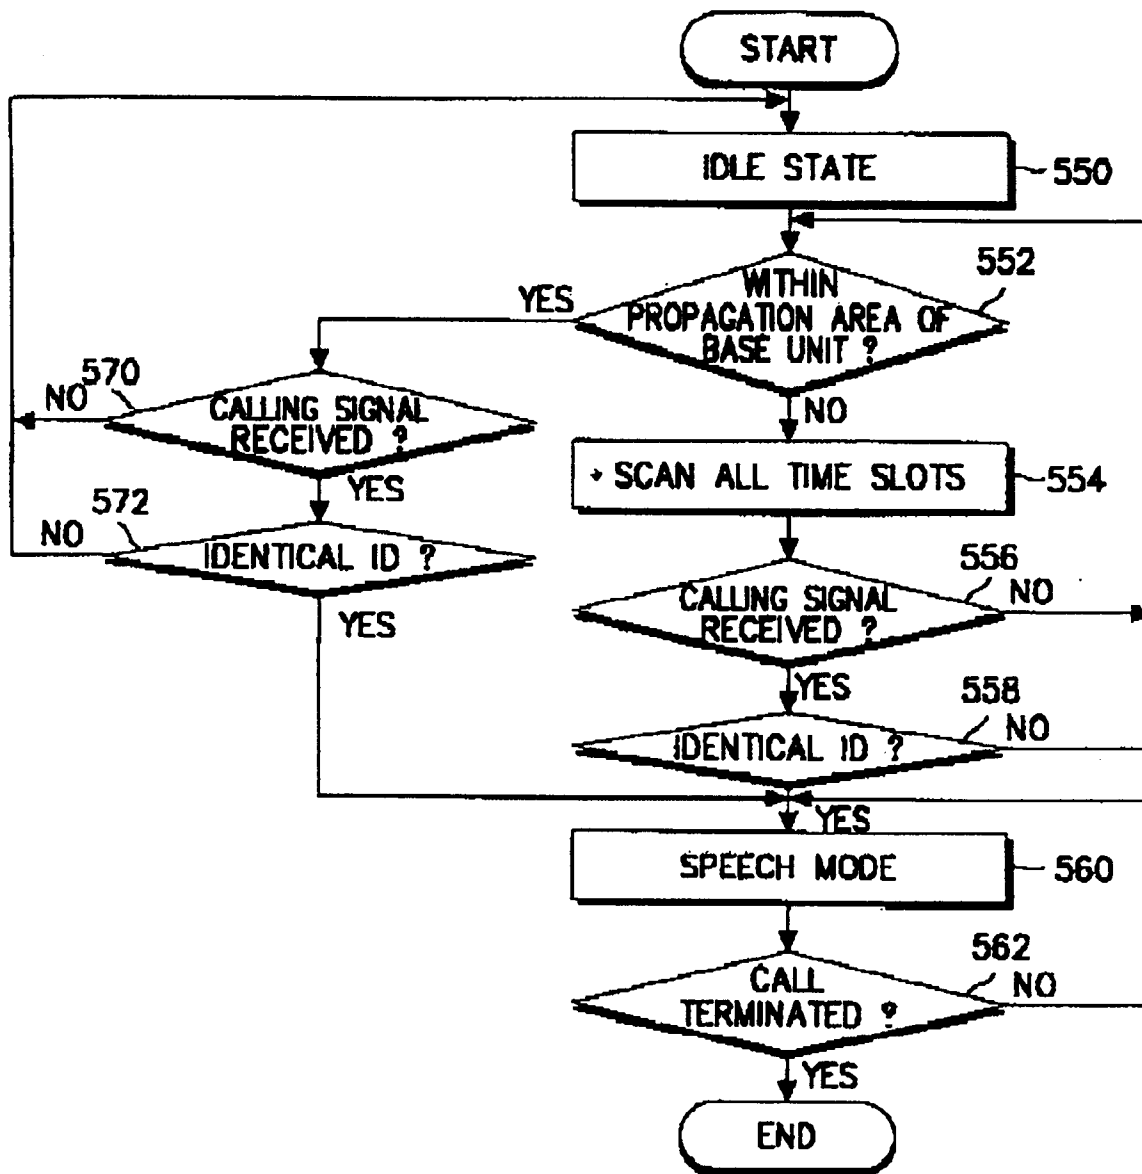 START
IDLE STATE
550
WITHIN
PROPAGATION AREA OF
BASE UNIT ?
552
YES
NO
570
NO
CALLING SIGNAL
RECEIVED ?
YES
SCAN ALL TIME SLOTS
554
572
NO
IDENTICAL ID ?
YES
556
CALLING SIGNAL
RECEIVED ?
NO
YES
558
IDENTICAL ID ?
NO
YES
SPEECH MODE
560
562
CALL
TERMINATED ?
NO
YES
END